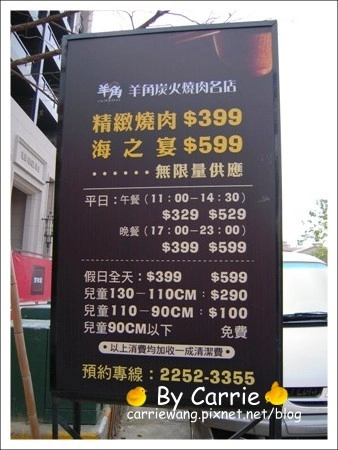 羊角 羊角炭火燒肉名店
精緻燒肉 $399
海之宴 $599
······無限量供應
平日：午餐 (11：00－14：30)
$329 $529
晚餐 (17：00－23：00)
$399 $599
假日全天：$399 $599
兒童130－110CM：$290
兒童110－90CM：$100
兒童90CM以下 免費
•以上消費均加收一成清潔費•
預約專線：2252-3355
By Carrie
carriewang.pixnet.net/blog